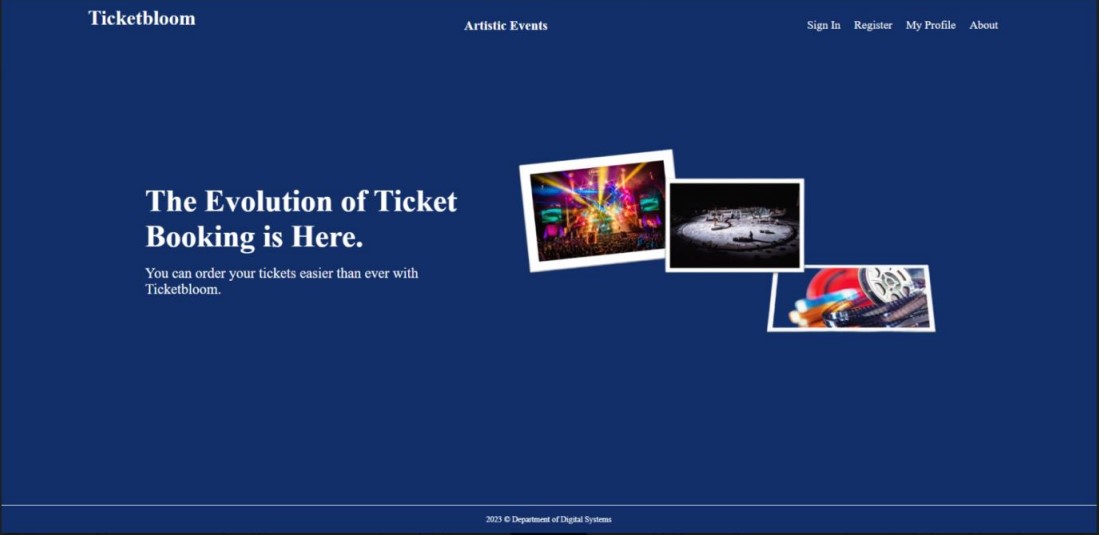 Ticketbloom
Artistic Events
Sign In Register My Profile About
The Evolution of Ticket
Booking is Here.
You can order your tickets easier than ever with
Ticketbloom.
2023 © Department of Digital Systems